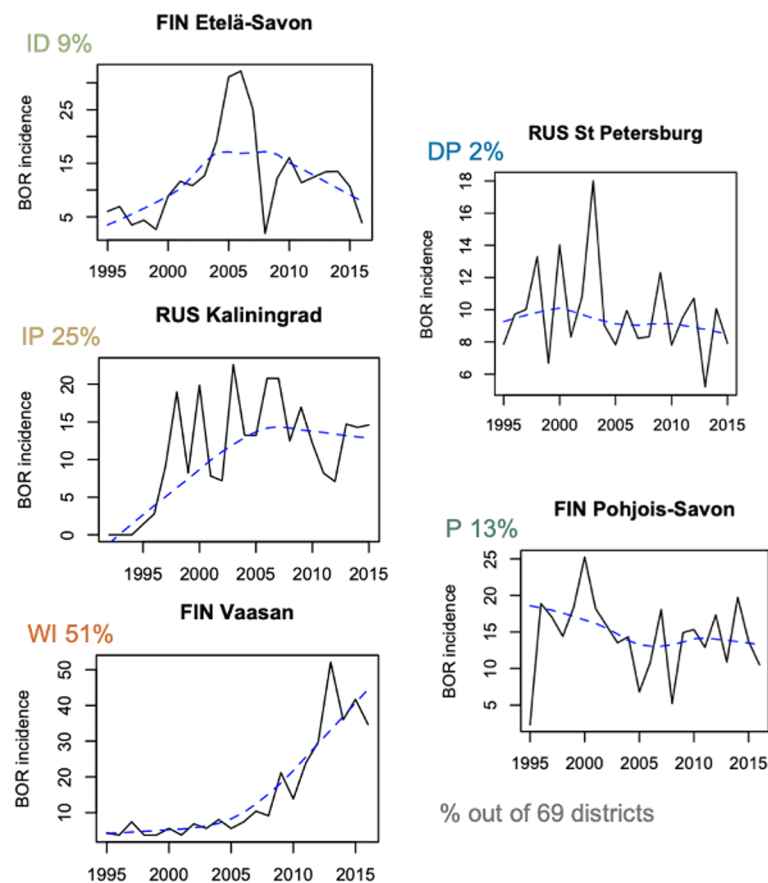 FIN Etelä-Savon
ID 9%
BOR incidence
25
15
5
1995 2000 2005 2010 2015
RUS St Petersburg
DP 2%
BOR incidence
18
16
14
12
10
8
6
1995 2000 2005 2010 2015
RUS Kaliningrad
IP 25%
BOR incidence
20
15
10
5
0
1995 2000 2005 2010 2015
FIN Pohjois-Savon
P 13%
BOR incidence
25
20
15
10
5
1995 2000 2005 2010 2015
FIN Vaasan
WI 51%
BOR incidence
50
40
30
20
10
1995 2000 2005 2010 2015
% out of 69 districts